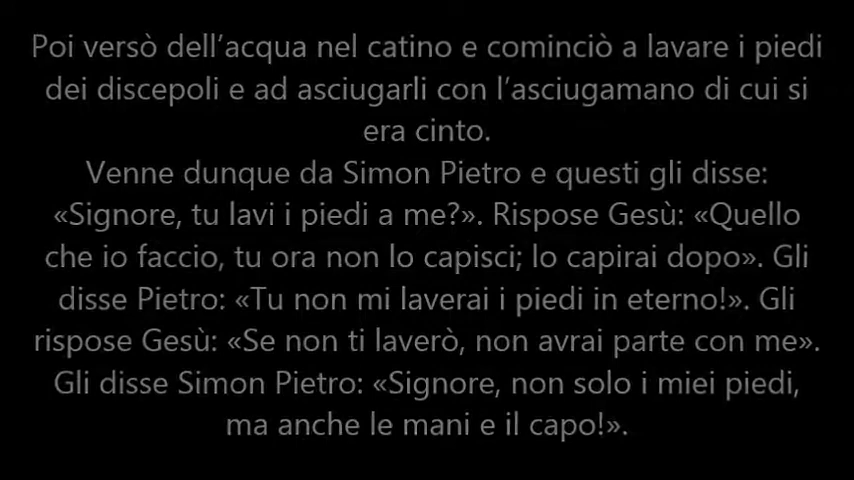 Poi versò dell’acqua nel catino e cominciò a lavare i piedi
dei discepoli e ad asciugarli con l’asciugamano di cui si
era cinto.
Venne dunque da Simon Pietro e questi gli disse:
«Signore, tu lavi i piedi a me?». Rispose Gesù: «Quello
che io faccio, tu ora non lo capisci; lo capirai dopo». Gli
disse Pietro: «Tu non mi laverai i piedi in eterno!». Gli
rispose Gesù: «Se non ti laverò, non avrai parte con me».
Gli disse Simon Pietro: «Signore, non solo i miei piedi,
ma anche le mani e il capo!».